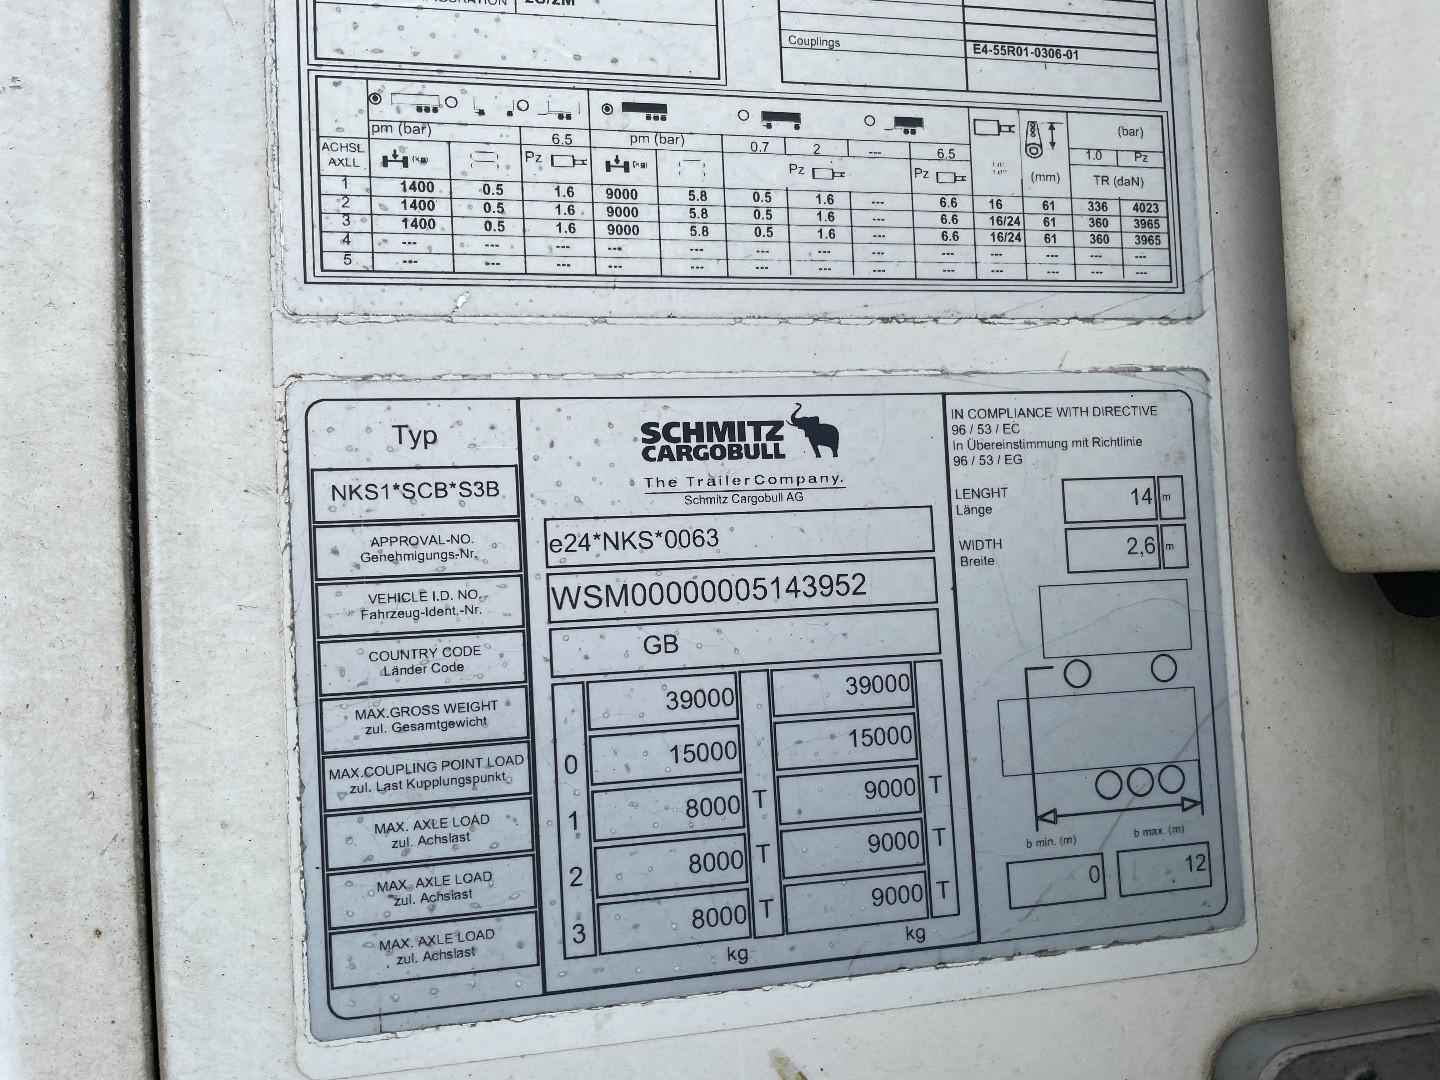 2S/2M
Couplings E4-55R01-0306-01
pm (bar) 6.5 pm (bar) 0.7 2 --- 6.5 (bar)
ACHSE
AXLL (kg) Pz (kg) Pz Pz (mm) 1.0 Pz
TR (daN)
1 1400 0.5 1.6 9000 5.8 0.5 1.6 --- 6.6 16 61 336 4023
2 1400 0.5 1.6 9000 5.8 0.5 1.6 --- 6.6 16/24 61 360 3965
3 1400 0.5 1.6 9000 5.8 0.5 1.6 --- 6.6 16/24 61 360 3965
4 --- --- --- --- --- --- --- --- --- --- --- --- ---
5 --- --- --- --- --- --- --- --- --- --- --- --- ---
Typ
NKS1*SCB*S3B
APPROVAL-NO.
Genehmigungs-Nr.
VEHICLE I.D. NO.
Fahrzeug-Ident.-Nr.
COUNTRY CODE
Länder Code
MAX.GROSS WEIGHT
zul. Gesamtgewicht
MAX.COUPLING POINT LOAD
zul. Last Kupplungspunkt
MAX. AXLE LOAD
zul. Achslast
MAX. AXLE LOAD
zul. Achslast
MAX. AXLE LOAD
zul. Achslast
SCHMITZ
CARGOBULL
The Trailer Company.
Schmitz Cargobull AG
e24*NKS*0063
WSM00000005143952
GB
39000 39000
0 15000 15000
1 8000 T 9000 T
2 8000 T 9000 T
3 8000 T 9000 T
kg kg
IN COMPLIANCE WITH DIRECTIVE
96 / 53 / EC
In Übereinstimmung mit Richtlinie
96 / 53 / EG
LENGHT
Länge
14 m
WIDTH
Breite
2,6 m
b min. (m) b max. (m)
0 12